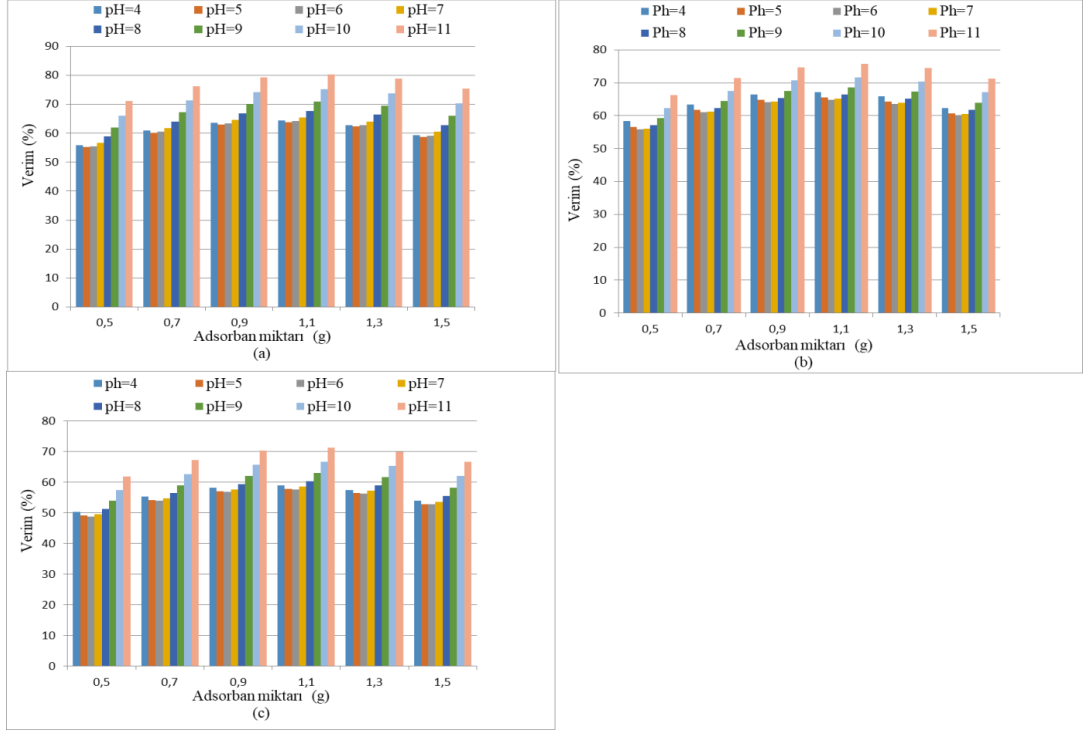 pH=4 pH=5 pH=6 pH=7
pH=8 pH=9 pH=10 pH=11
90
80
70
60
50
40
30
20
10
0
Verim (%)
0,5 0,7 0,9 1,1 1,3 1,5
Adsorban miktarı (g)
(a)
Ph=4 Ph=5 Ph=6 Ph=7
Ph=8 Ph=9 Ph=10 Ph=11
80
70
60
50
40
30
20
10
0
Verim (%)
0,5 0,7 0,9 1,1 1,3 1,5
Adsorban miktarı (g)
(b)
ph=4 pH=5 pH=6 pH=7
pH=8 pH=9 pH=10 pH=11
80
70
60
50
40
30
20
10
0
Verim (%)
0,5 0,7 0,9 1,1 1,3 1,5
Adsorban miktarı (g)
(c)